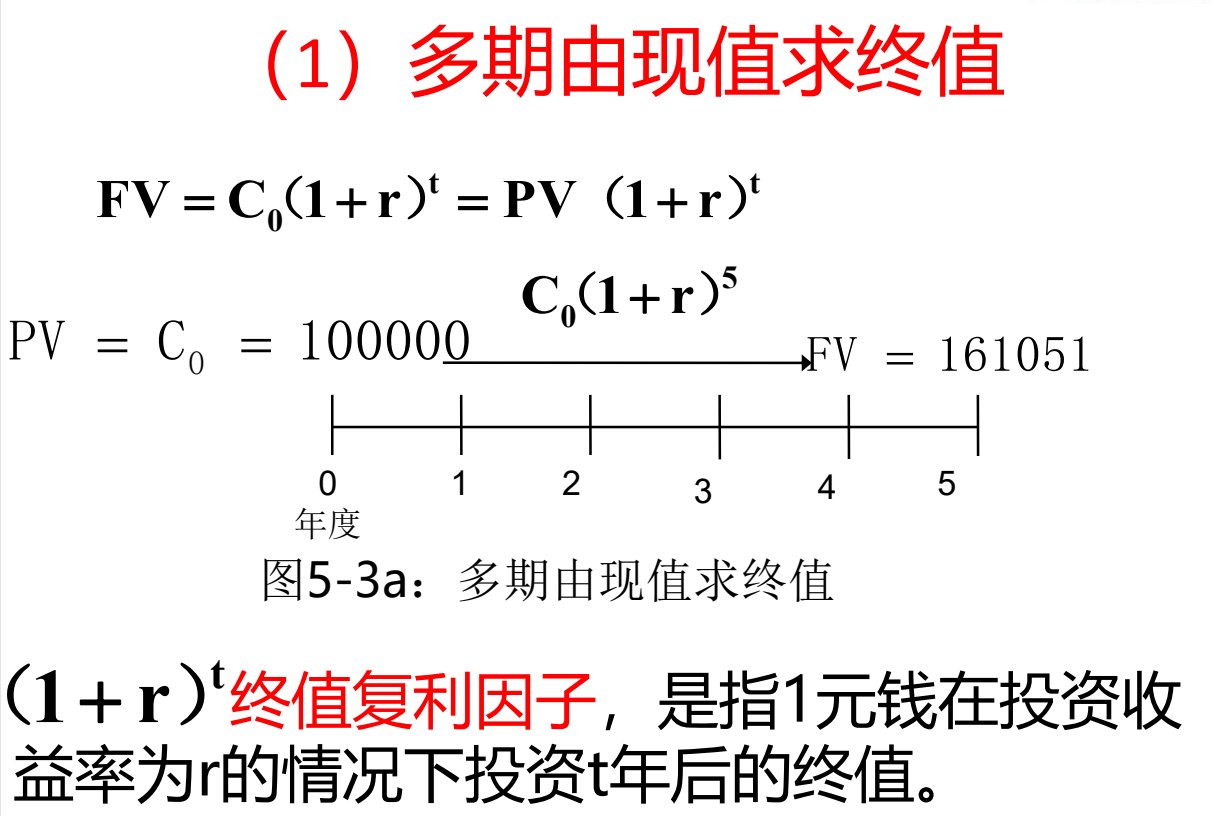 （1）多期由现值求终值
FV = C₀(1+r)ᵗ = PV (1+r)ᵗ
C₀(1+r)⁵
PV = C₀ = 100000
FV = 161051
0 1 2 3 4 5
年度
图5-3a：多期由现值求终值
(1+r)ᵗ终值复利因子，是指1元钱在投资收
益率为r的情况下投资t年后的终值。